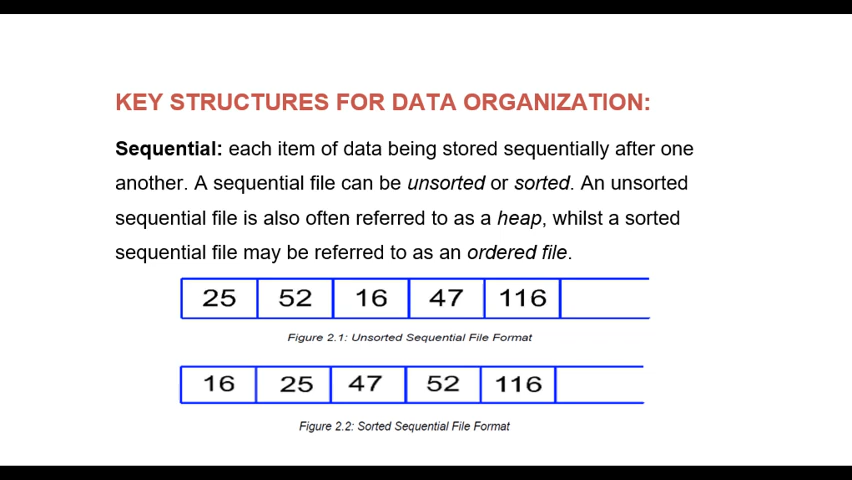 KEY STRUCTURES FOR DATA ORGANIZATION:
Sequential: each item of data being stored sequentially after one
another. A sequential file can be unsorted or sorted. An unsorted
sequential file is also often referred to as a heap, whilst a sorted
sequential file may be referred to as an ordered file.
25 52 16 47 116
Figure 2.1: Unsorted Sequential File Format
16 25 47 52 116
Figure 2.2: Sorted Sequential File Format